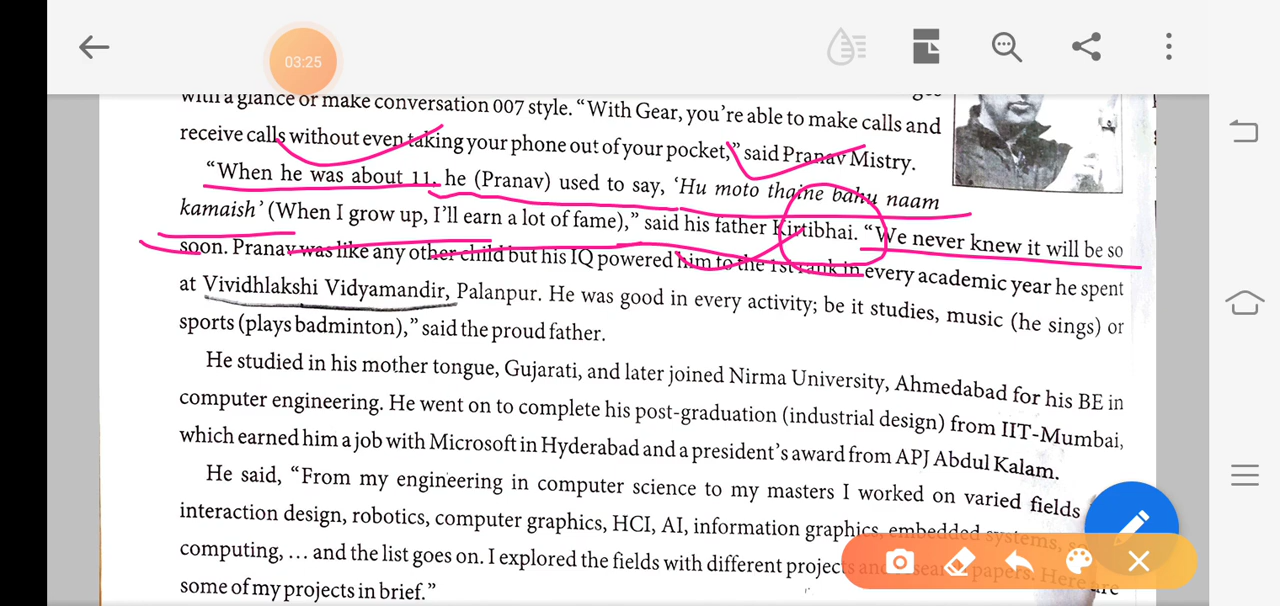 03:25
with a glance or make conversation 007 style. “With Gear, you’re able to make calls and
receive calls without even taking your phone out of your pocket,” said Pranav Mistry.
“When he was about 11, he (Pranav) used to say, ‘Hu moto thaine bahu naam
kamaish’ (When I grow up, I’ll earn a lot of fame),” said his father Kirtibhai. “We never knew it will be so
soon. Pranav was like any other child but his IQ powered him to the 1st rank in every academic year he spent
at Vividhlakshi Vidyamandir, Palanpur. He was good in every activity; be it studies, music (he sings) or
sports (plays badminton),” said the proud father.
He studied in his mother tongue, Gujarati, and later joined Nirma University, Ahmedabad for his BE in
computer engineering. He went on to complete his post-graduation (industrial design) from IIT-Mumbai,
which earned him a job with Microsoft in Hyderabad and a president’s award from APJ Abdul Kalam.
He said, “From my engineering in computer science to my masters I worked on varied fields
interaction design, robotics, computer graphics, HCI, AI, information graphics, embedded systems,
computing, … and the list goes on. I explored the fields with different projects and research papers. Here are
some of my projects in brief.”